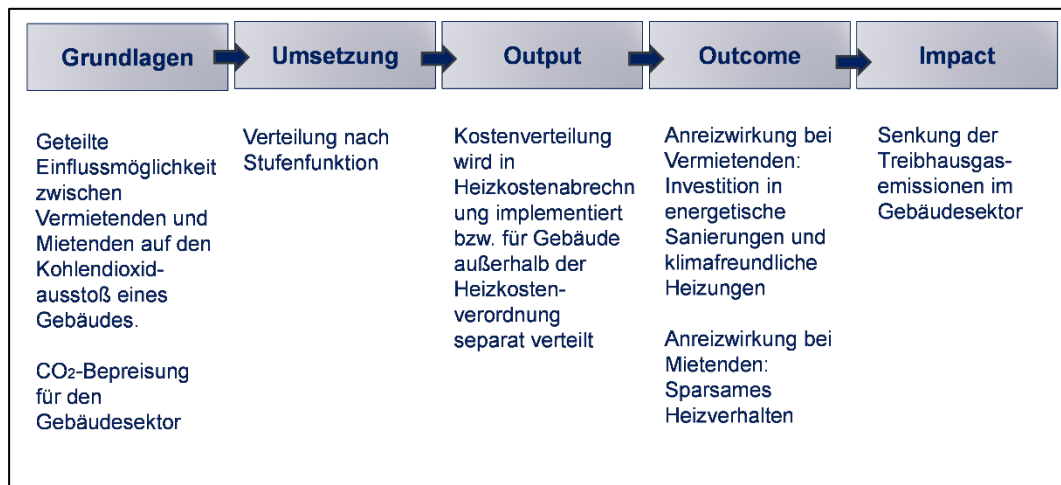 Grundlagen
Umsetzung
Output
Outcome
Impact
Geteilte
Einflussmöglichkeit
zwischen
Vermietenden und
Mietenden auf den
Kohlendioxid-
ausstoß eines
Gebäudes.
CO₂-Bepreisung
für den
Gebäudesektor
Verteilung nach
Stufenfunktion
Kostenverteilung
wird in
Heizkostenabrechn
ung implementiert
bzw. für Gebäude
außerhalb der
Heizkosten-
verordnung
separat verteilt
Anreizwirkung bei
Vermietenden:
Investition in
energetische
Sanierungen und
klimafreundliche
Heizungen
Anreizwirkung bei
Mietenden:
Sparsames
Heizverhalten
Senkung der
Treibhausgas-
emissionen im
Gebäudesektor